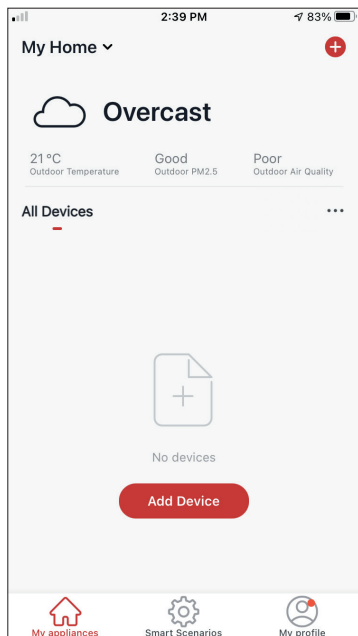 2:39 PM
83%
My Home
Overcast
21°C
Good
Poor
Outdoor Temperature
Outdoor PM2.5
Outdoor Air Quality
All Devices
No devices
Add Device
My appliances
Smart Scenarios
My profile